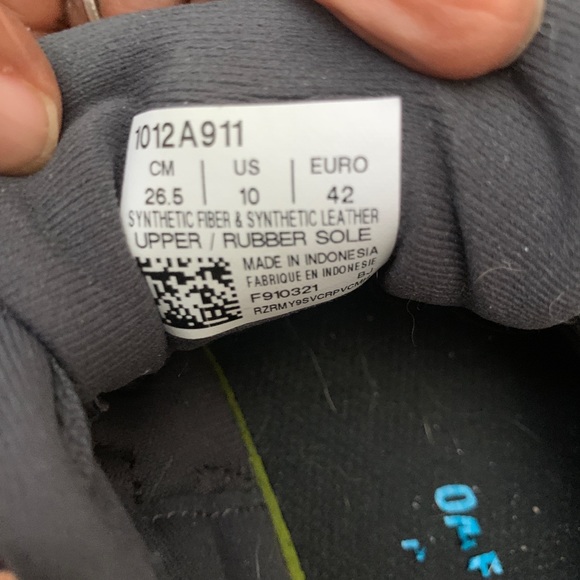 1012A911
CM | US | EURO
26.5 | 10 | 42
SYNTHETIC FIBER & SYNTHETIC LEATHER
UPPER / RUBBER SOLE
MADE IN INDONESIA
FABRIQUE EN INDONESIE
F910321 BJ